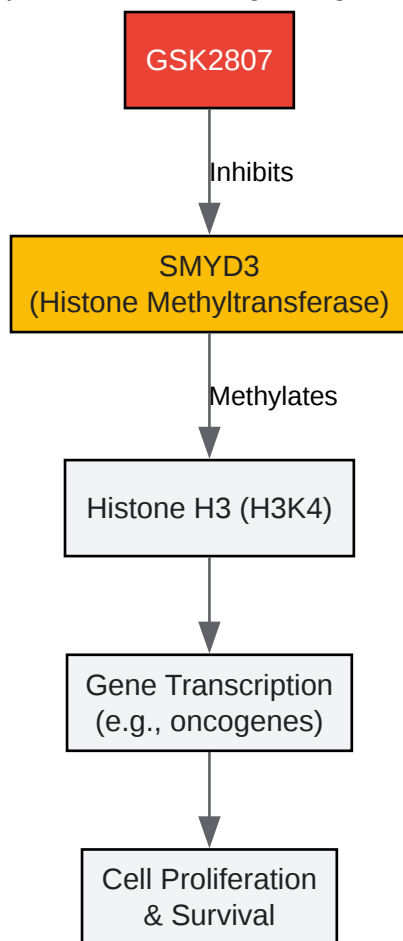 GSK2807
Inhibits
SMYD3
(Histone Methyltransferase)
Methylates
Histone H3 (H3K4)
Gene Transcription
(e.g., oncogenes)
Cell Proliferation
& Survival